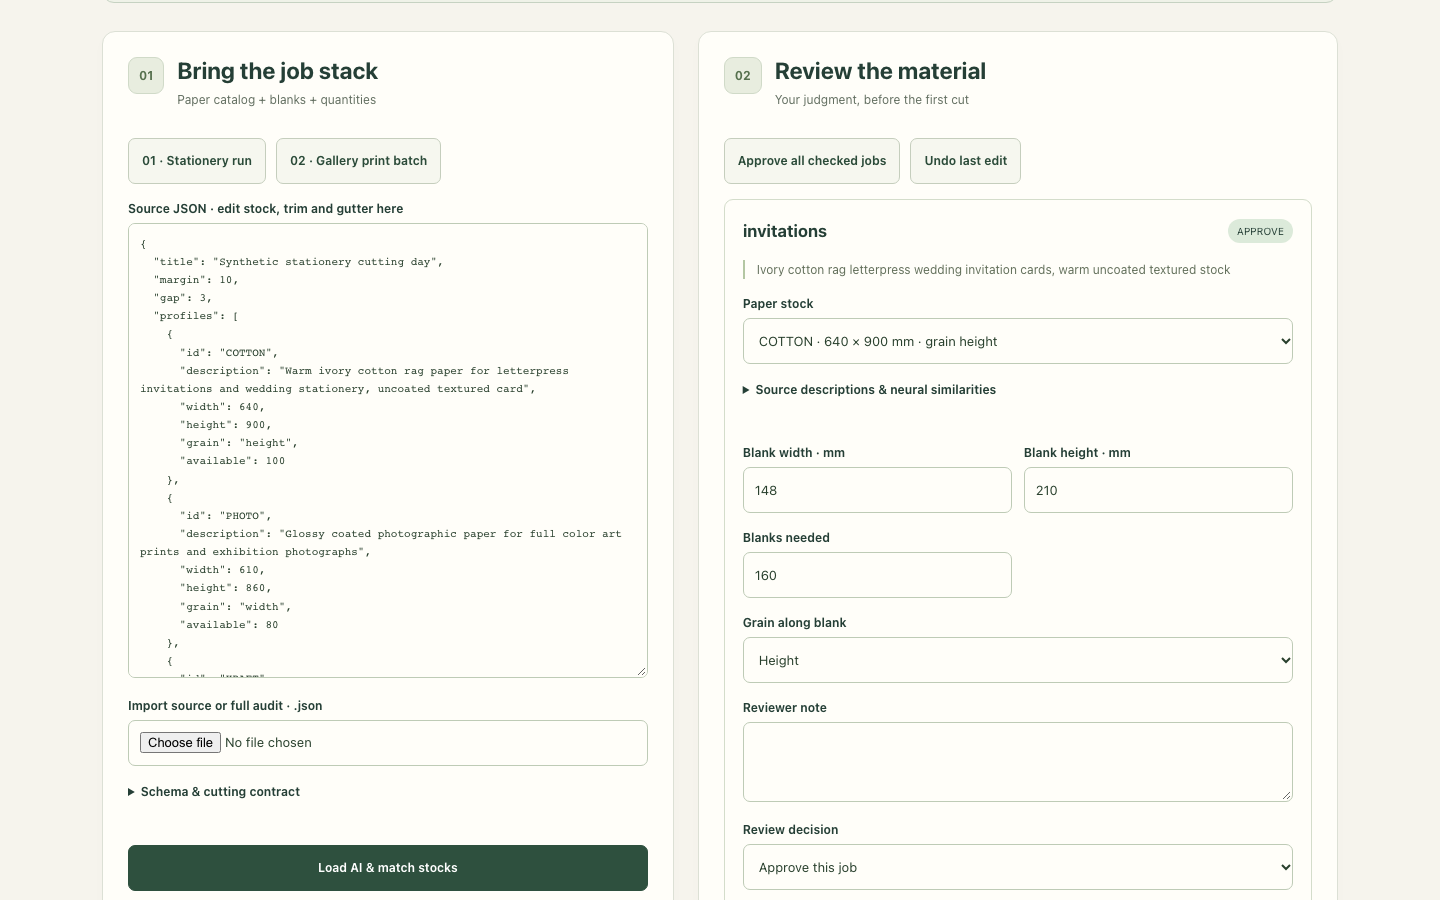 01
Bring the job stack
Paper catalog + blanks + quantities
01 · Stationery run
02 · Gallery print batch
Source JSON · edit stock, trim and gutter here
{
"title": "Synthetic stationery cutting day",
"margin": 10,
"gap": 3,
"profiles": [
{
"id": "COTTON",
"description": "Warm ivory cotton rag paper for letterpress
invitations and wedding stationery, uncoated textured card",
"width": 640,
"height": 900,
"grain": "height",
"available": 100
},
{
"id": "PHOTO",
"description": "Glossy coated photographic paper for full color art
prints and exhibition photographs",
"width": 610,
"height": 860,
"grain": "width",
"available": 80
},
{
Import source or full audit · .json
Choose file No file chosen
Schema & cutting contract
Load AI & match stocks
02
Review the material
Your judgment, before the first cut
Approve all checked jobs
Undo last edit
invitations
APPROVE
Ivory cotton rag letterpress wedding invitation cards, warm uncoated textured stock
Paper stock
COTTON · 640 × 900 mm · grain height
Source descriptions & neural similarities
Blank width · mm
Blank height · mm
148
210
Blanks needed
160
Grain along blank
Height
Reviewer note
Review decision
Approve this job